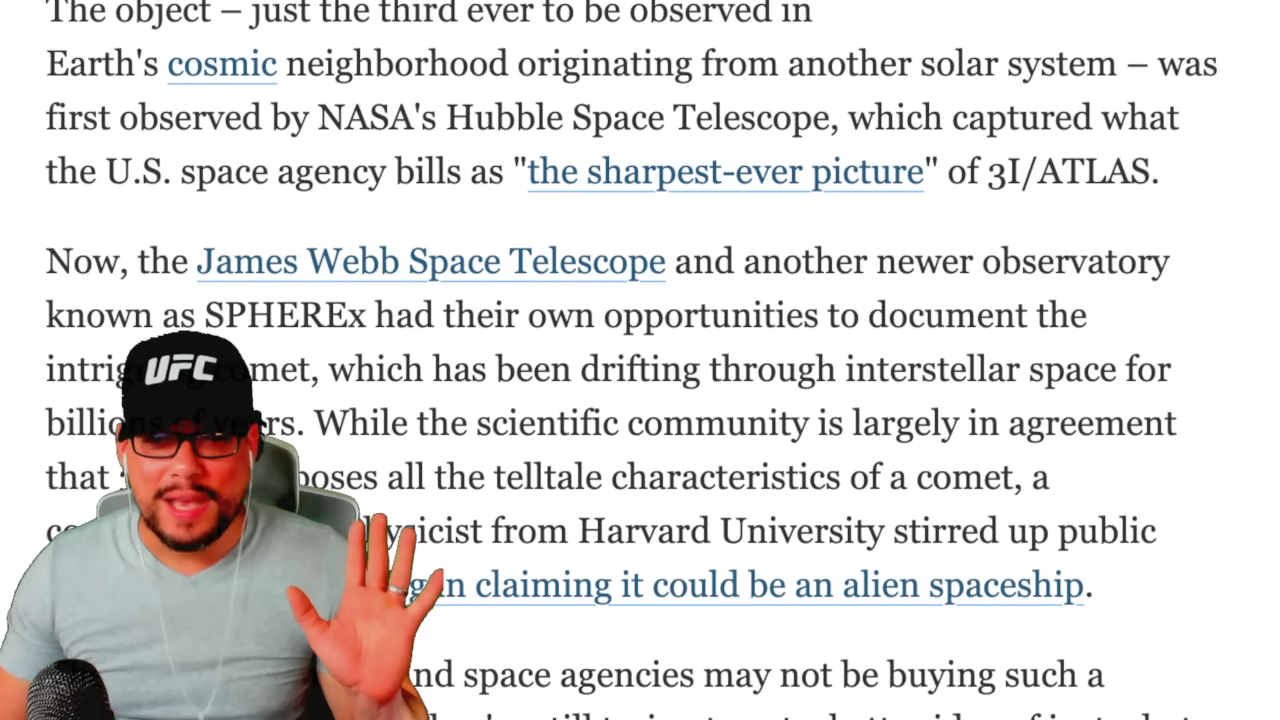 The object – just the third ever to be observed in
Earth's cosmic neighborhood originating from another solar system – was
first observed by NASA's Hubble Space Telescope, which captured what
the U.S. space agency bills as "the sharpest-ever picture" of 3I/ATLAS.
Now, the James Webb Space Telescope and another newer observatory
known as SPHEREx had their own opportunities to document the
comet, which has been drifting through interstellar space for
billions of years. While the scientific community is largely in agreement
that all the telltale characteristics of a comet, a
from Harvard University stirred up public
claiming it could be an alien spaceship.
space agencies may not be buying such a
UFC